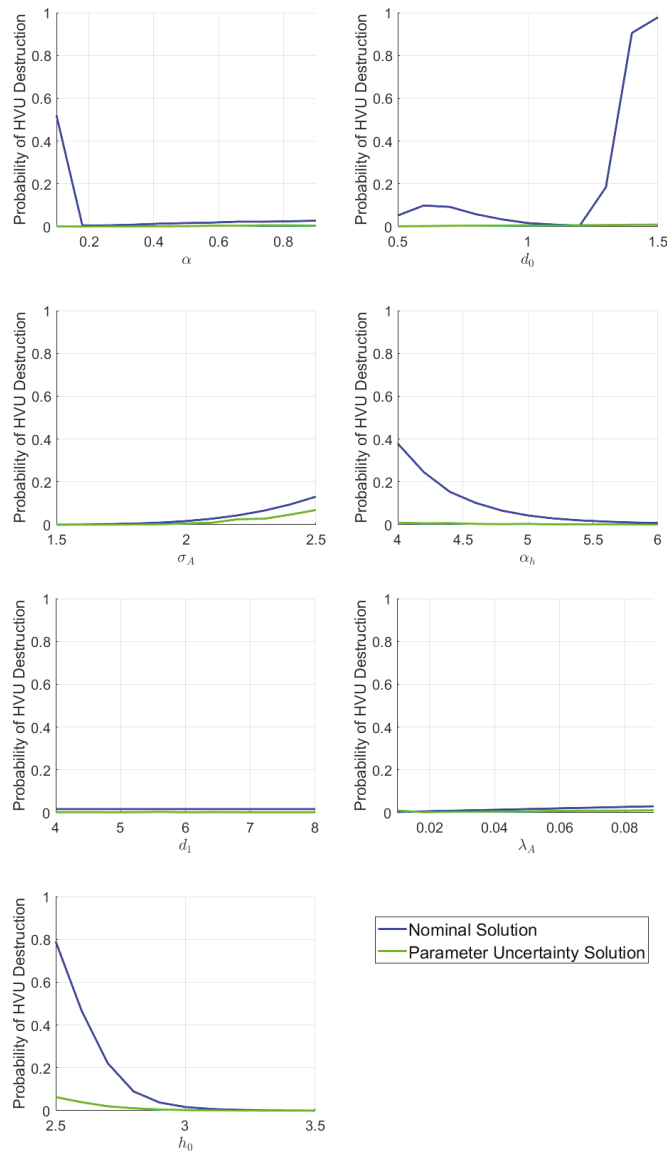 Probability of HVU Destruction
1
0.8
0.6
0.4
0.2
0
0.2 0.4 0.6 0.8
α
Probability of HVU Destruction
1
0.8
0.6
0.4
0.2
0
0.5 1 1.5
d₀
Probability of HVU Destruction
1
0.8
0.6
0.4
0.2
0
1.5 2 2.5
σ_A
Probability of HVU Destruction
1
0.8
0.6
0.4
0.2
0
4 4.5 5 5.5 6
α_h
Probability of HVU Destruction
1
0.8
0.6
0.4
0.2
0
4 5 6 7 8
d₁
Probability of HVU Destruction
1
0.8
0.6
0.4
0.2
0
0.02 0.04 0.06 0.08
λ_A
Probability of HVU Destruction
1
0.8
0.6
0.4
0.2
0
2.5 3 3.5
h₀
Nominal Solution
Parameter Uncertainty Solution